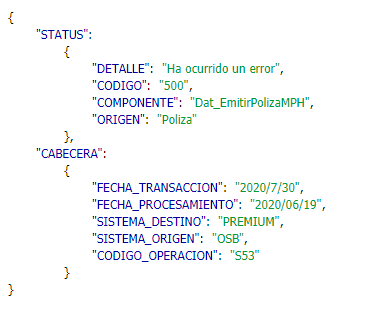 {
"STATUS":
{
"DETALLE": "Ha ocurrido un error",
"CODIGO": "500",
"COMPONENTE": "Dat_EmitirPolizaMPH",
"ORIGEN": "Poliza"
},
"CABECERA":
{
"FECHA_TRANSACCION": "2020/7/30",
"FECHA_PROCESAMIENTO": "2020/06/19",
"SISTEMA_DESTINO": "PREMIUM",
"SISTEMA_ORIGEN": "OSB",
"CODIGO_OPERACION": "S53"
}
}